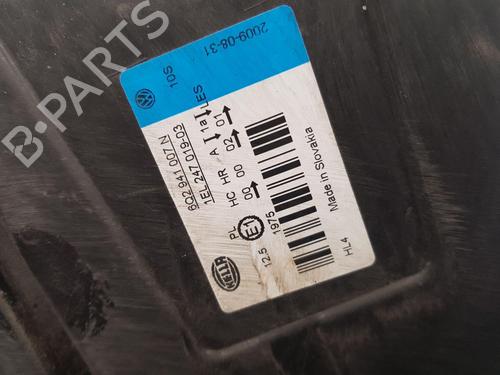 B-PARTS
10S 2009-08-31
6Q2 941 007 N
1EL 247 019-03 LES
PL HC HR A 1a
00 00 02 01
E1
12.5 1975
HELLA HL4 Made in Slovakia